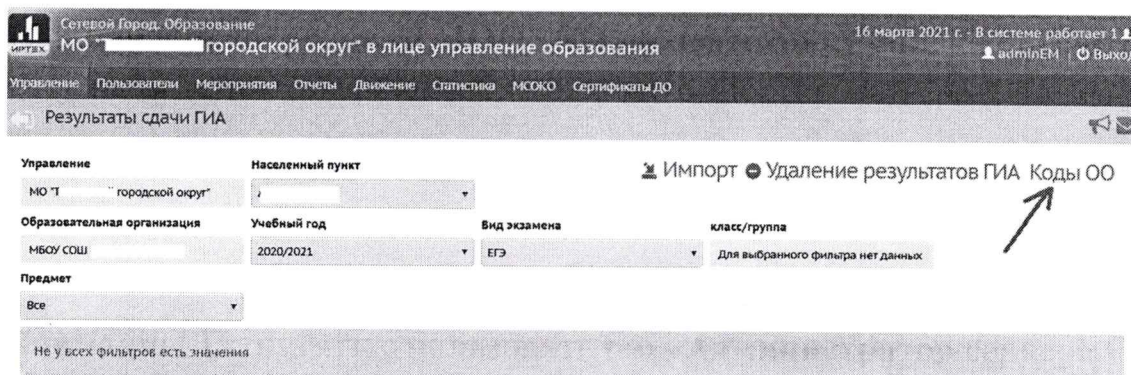 Сетевой Город. Образование
ИРТЕХ
МО " городской округ" в лице управление образования
16 марта 2021 г. - В системе работает 1
adminEM | Выход
Управление Пользователи Мероприятия Отчеты Движение Статистика МСОКО Сертификаты ДО
Результаты сдачи ГИА
Импорт Удаление результатов ГИА Коды ОО
Управление Населенный пункт
МО "Т городской округ"
Образовательная организация Учебный год Вид экзамена класс/группа
МБОУ СОШ 2020/2021 ЕГЭ Для выбранного фильтра нет данных
Предмет
Все
Не у всех фильтров есть значения